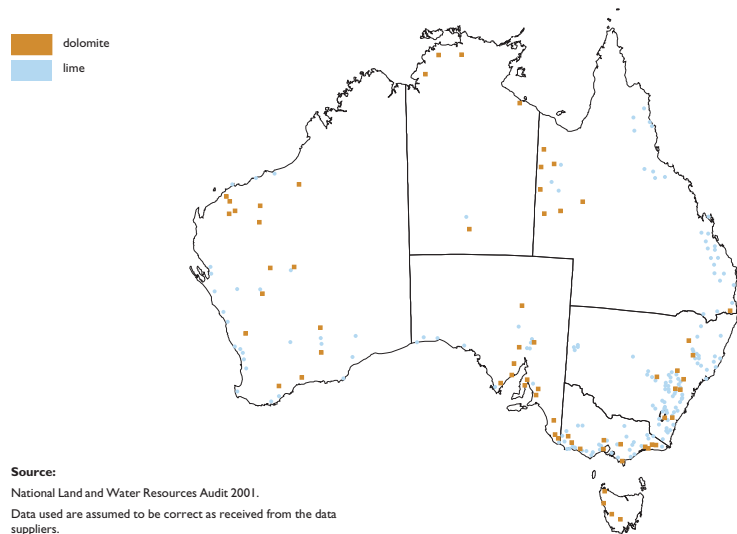 dolomite
lime
Source:
National Land and Water Resources Audit 2001.
Data used are assumed to be correct as received from the data
suppliers.